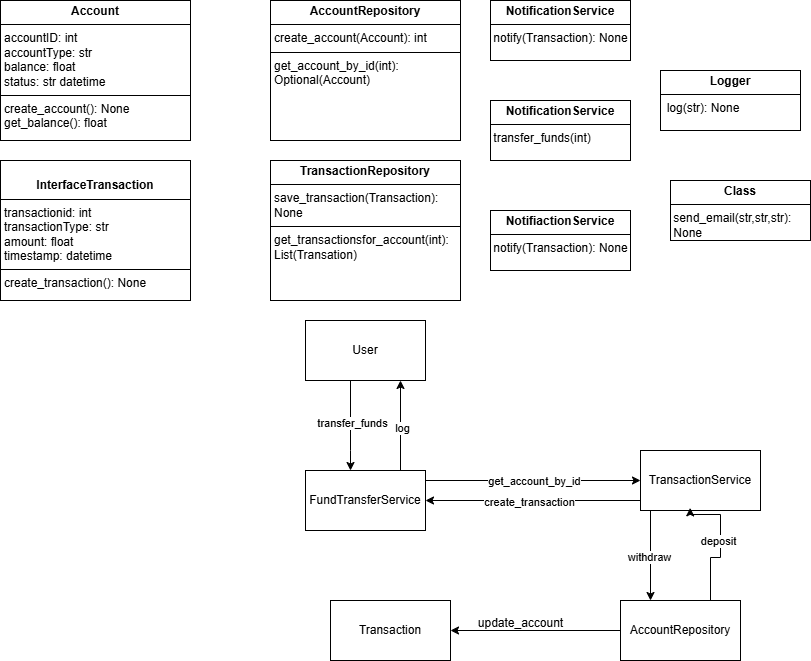 Account
accountID: int
accountType: str
balance: float
status: str datetime
create_account(): None
get_balance(): float
AccountRepository
create_account(Account): int
get_account_by_id(int):
Optional(Account)
NotificationService
notify(Transaction): None
NotificationService
transfer_funds(int)
Logger
log(str): None
InterfaceTransaction
transactionid: int
transactionType: str
amount: float
timestamp: datetime
create_transaction(): None
TransactionRepository
save_transaction(Transaction):
None
get_transactionsfor_account(int):
List(Transation)
NotifiactionService
notify(Transaction): None
Class
send_email(str,str,str):
None
User
transfer_funds
log
FundTransferService
get_account_by_id
create_transaction
TransactionService
withdraw
deposit
Transaction
update_account
AccountRepository